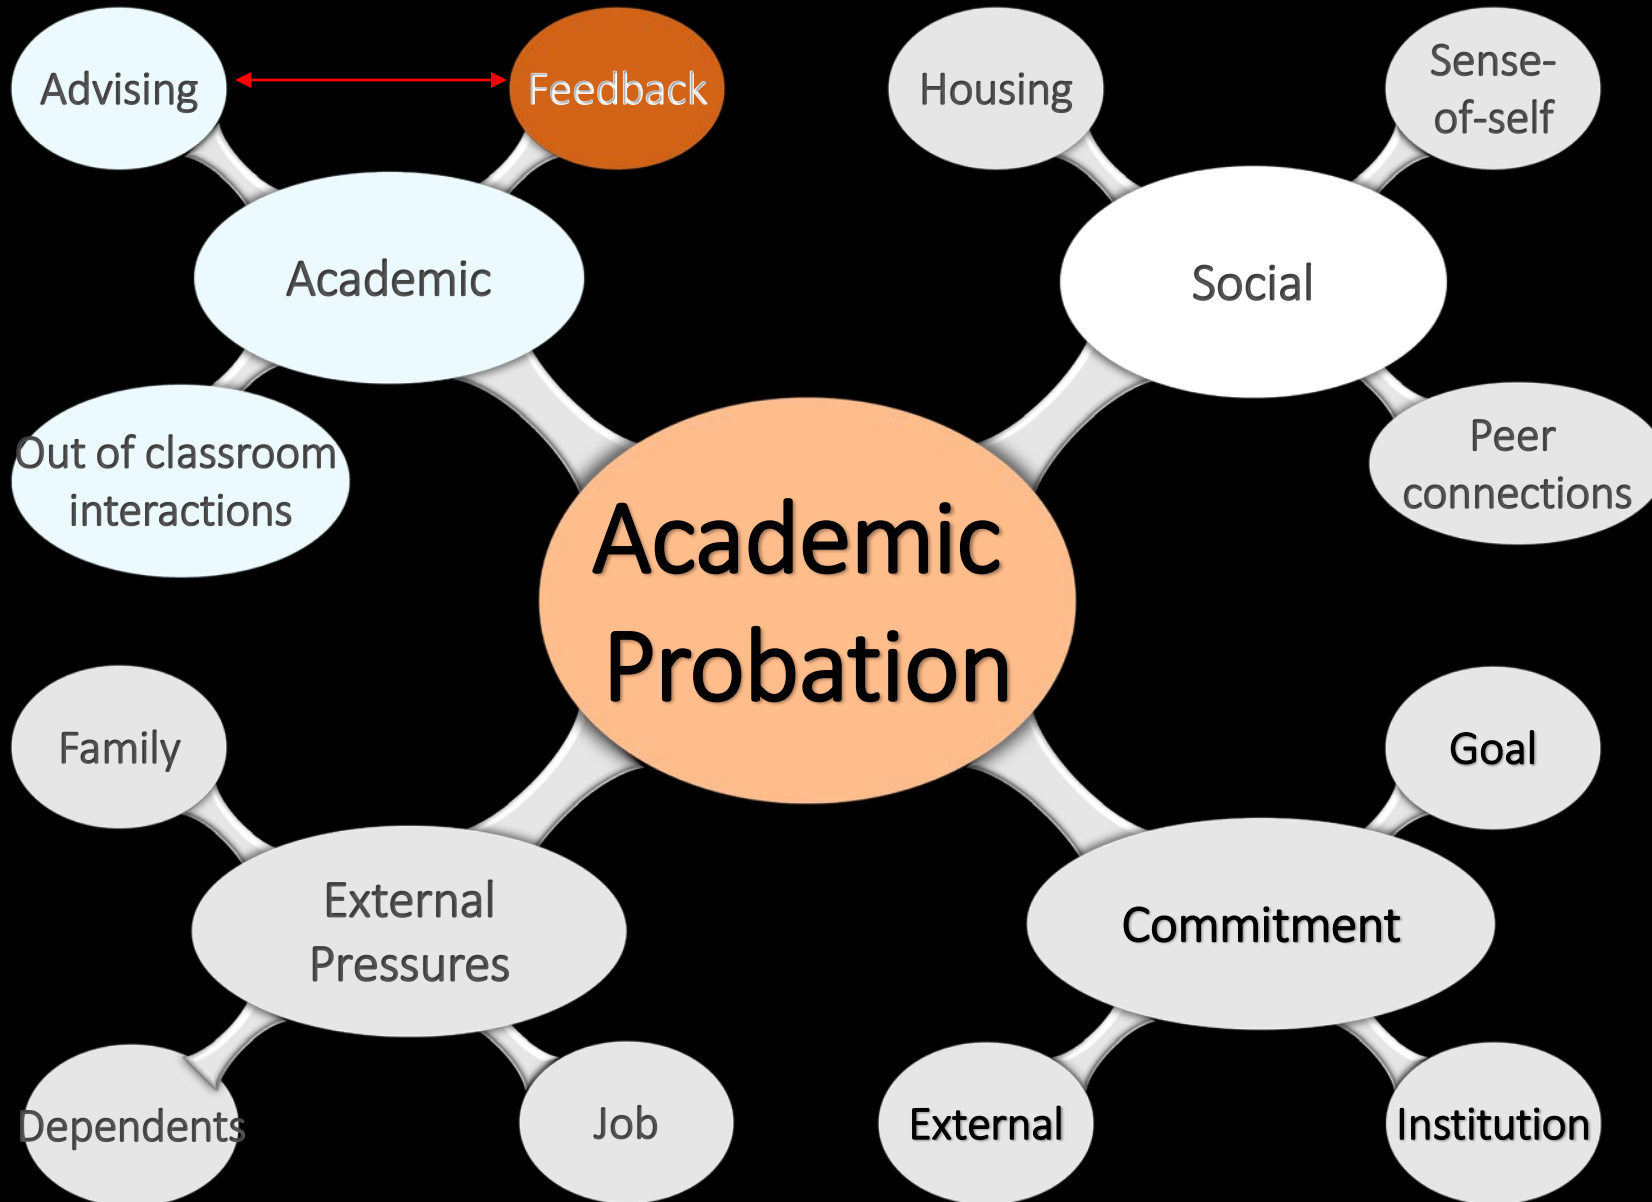 Advising
Feedback
Housing
Sense-
of-self
Academic
Social
Out of classroom
interactions
Peer
connections
Academic
Probation
Family
Goal
External
Pressures
Commitment
Dependents
Job
External
Institution